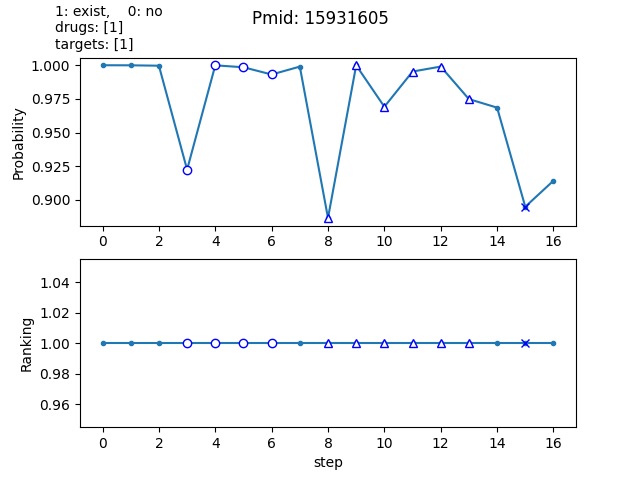 1: exist,    0: no
Pmid: 15931605
drugs: [1]
targets: [1]
1.000
0.975
0.950
0.925
0.900
Probability
0 2 4 6 8 10 12 14 16
1.04
1.02
1.00
0.98
0.96
Ranking
0 2 4 6 8 10 12 14 16
step